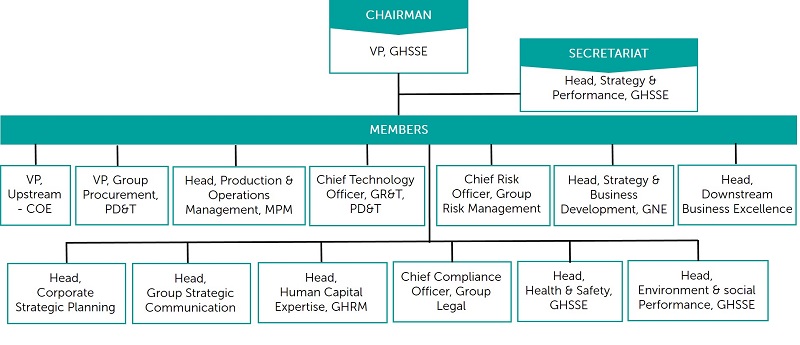 CHAIRMAN
VP, GHSSE
SECRETARIAT
Head, Strategy &
Performance, GHSSE
MEMBERS
VP,
Upstream
- COE
VP, Group
Procurement,
PD&T
Head, Production &
Operations
Management, MPM
Chief Technology
Officer, GR&T,
PD&T
Chief Risk
Officer, Group
Risk Management
Head, Strategy &
Business
Development, GNE
Head,
Downstream
Business Excellence
Head,
Corporate
Strategic Planning
Head,
Group Strategic
Communication
Head,
Human Capital
Expertise, GHRM
Chief Compliance
Officer, Group
Legal
Head,
Health & Safety,
GHSSE
Head,
Environment & social
Performance, GHSSE